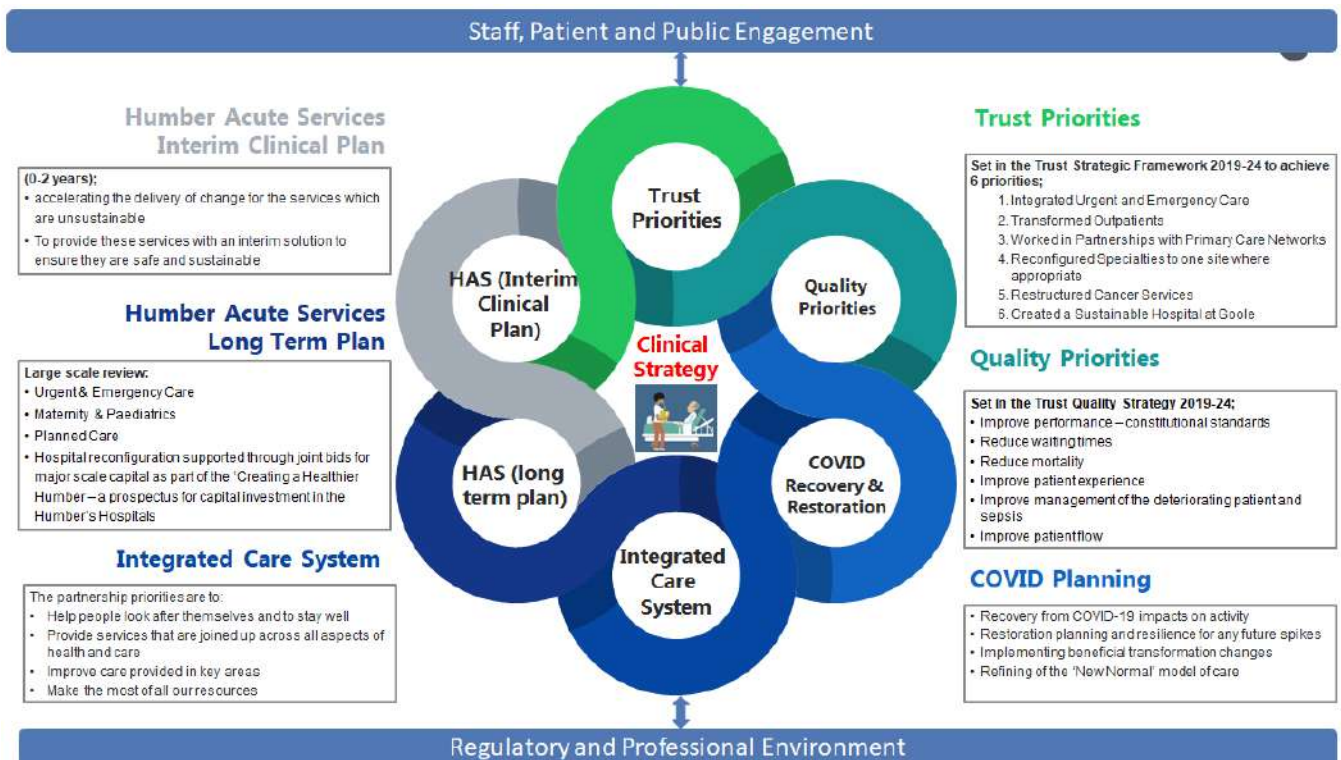 Staff, Patient and Public Engagement
Humber Acute Services
Interim Clinical Plan
(0-2 years);
• accelerating the delivery of change for the services which
are unsustainable
• To provide these services with an interim solution to
ensure they are safe and sustainable
Humber Acute Services
Long Term Plan
Large scale review:
• Urgent & Emergency Care
• Maternity & Paediatrics
• Planned Care
• Hospital reconfiguration supported through joint bids for
major scale capital as part of the 'Creating a Healthier
Humber – a prospectus for capital investment in the
Humber's Hospitals
Integrated Care System
The partnership priorities are to:
• Help people look after themselves and to stay well
• Provide services that are joined up across all aspects of
health and care
• Improve care provided in key areas
• Make the most of all our resources
Trust
Priorities
HAS (Interim
Clinical
Plan)
Quality
Priorities
Clinical
Strategy
HAS (long
term plan)
COVID
Recovery &
Restoration
Integrated
Care
System
Trust Priorities
Set in the Trust Strategic Framework 2019-24 to achieve
6 priorities;
1. Integrated Urgent and Emergency Care
2. Transformed Outpatients
3. Worked in Partnerships with Primary Care Networks
4. Reconfigured Specialties to one site where
appropriate
5. Restructured Cancer Services
6. Created a Sustainable Hospital at Goole
Quality Priorities
Set in the Trust Quality Strategy 2019-24;
• Improve performance – constitutional standards
• Reduce waiting times
• Reduce mortality
• Improve patient experience
• Improve management of the deteriorating patient and
sepsis
• Improve patient flow
COVID Planning
• Recovery from COVID-19 impacts on activity
• Restoration planning and resilience for any future spikes
• Implementing beneficial transformation changes
• Refining of the 'New Normal' model of care
Regulatory and Professional Environment